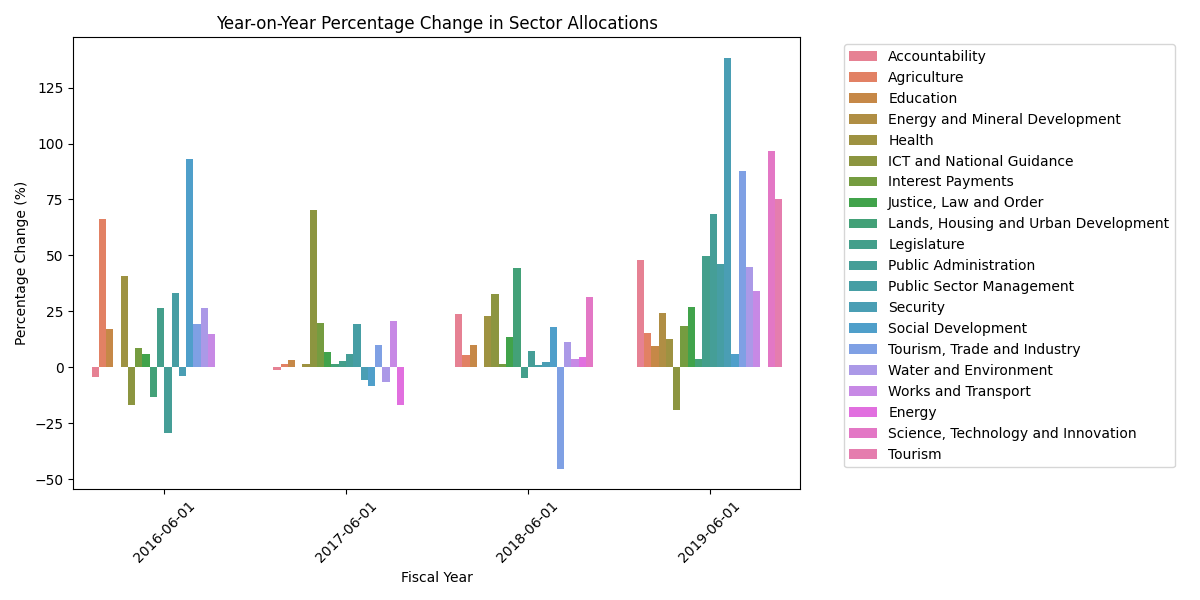 Year-on-Year Percentage Change in Sector Allocations
Percentage Change (%)
125
100
75
50
25
0
−25
−50
2016-06-01
2017-06-01
2018-06-01
2019-06-01
Fiscal Year
Accountability
Agriculture
Education
Energy and Mineral Development
Health
ICT and National Guidance
Interest Payments
Justice, Law and Order
Lands, Housing and Urban Development
Legislature
Public Administration
Public Sector Management
Security
Social Development
Tourism, Trade and Industry
Water and Environment
Works and Transport
Energy
Science, Technology and Innovation
Tourism